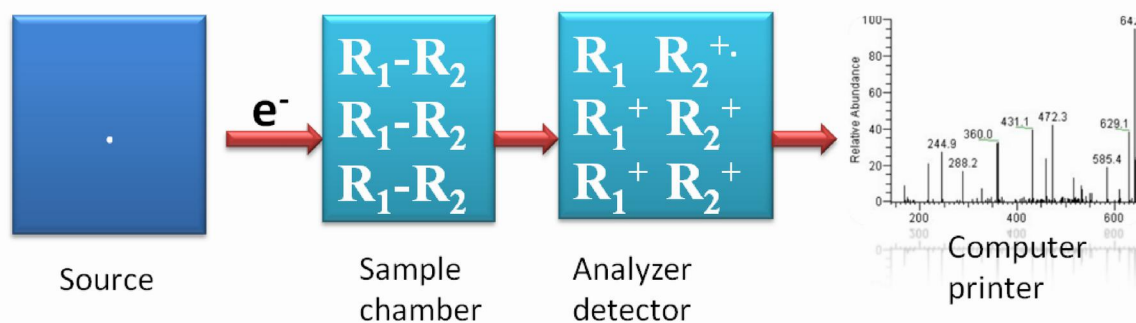 e⁻
R₁-R₂
R₁-R₂
R₁-R₂
R₁ R₂⁺·
R₁⁺ R₂⁺
R₁⁺ R₂⁺
Source
Sample
chamber
Analyzer
detector
Relative Abundance
100
80
60
40
20
0
64
244.9
288.2
360.0
431.1
472.3
585.4
629.1
200
400
600
Computer
printer